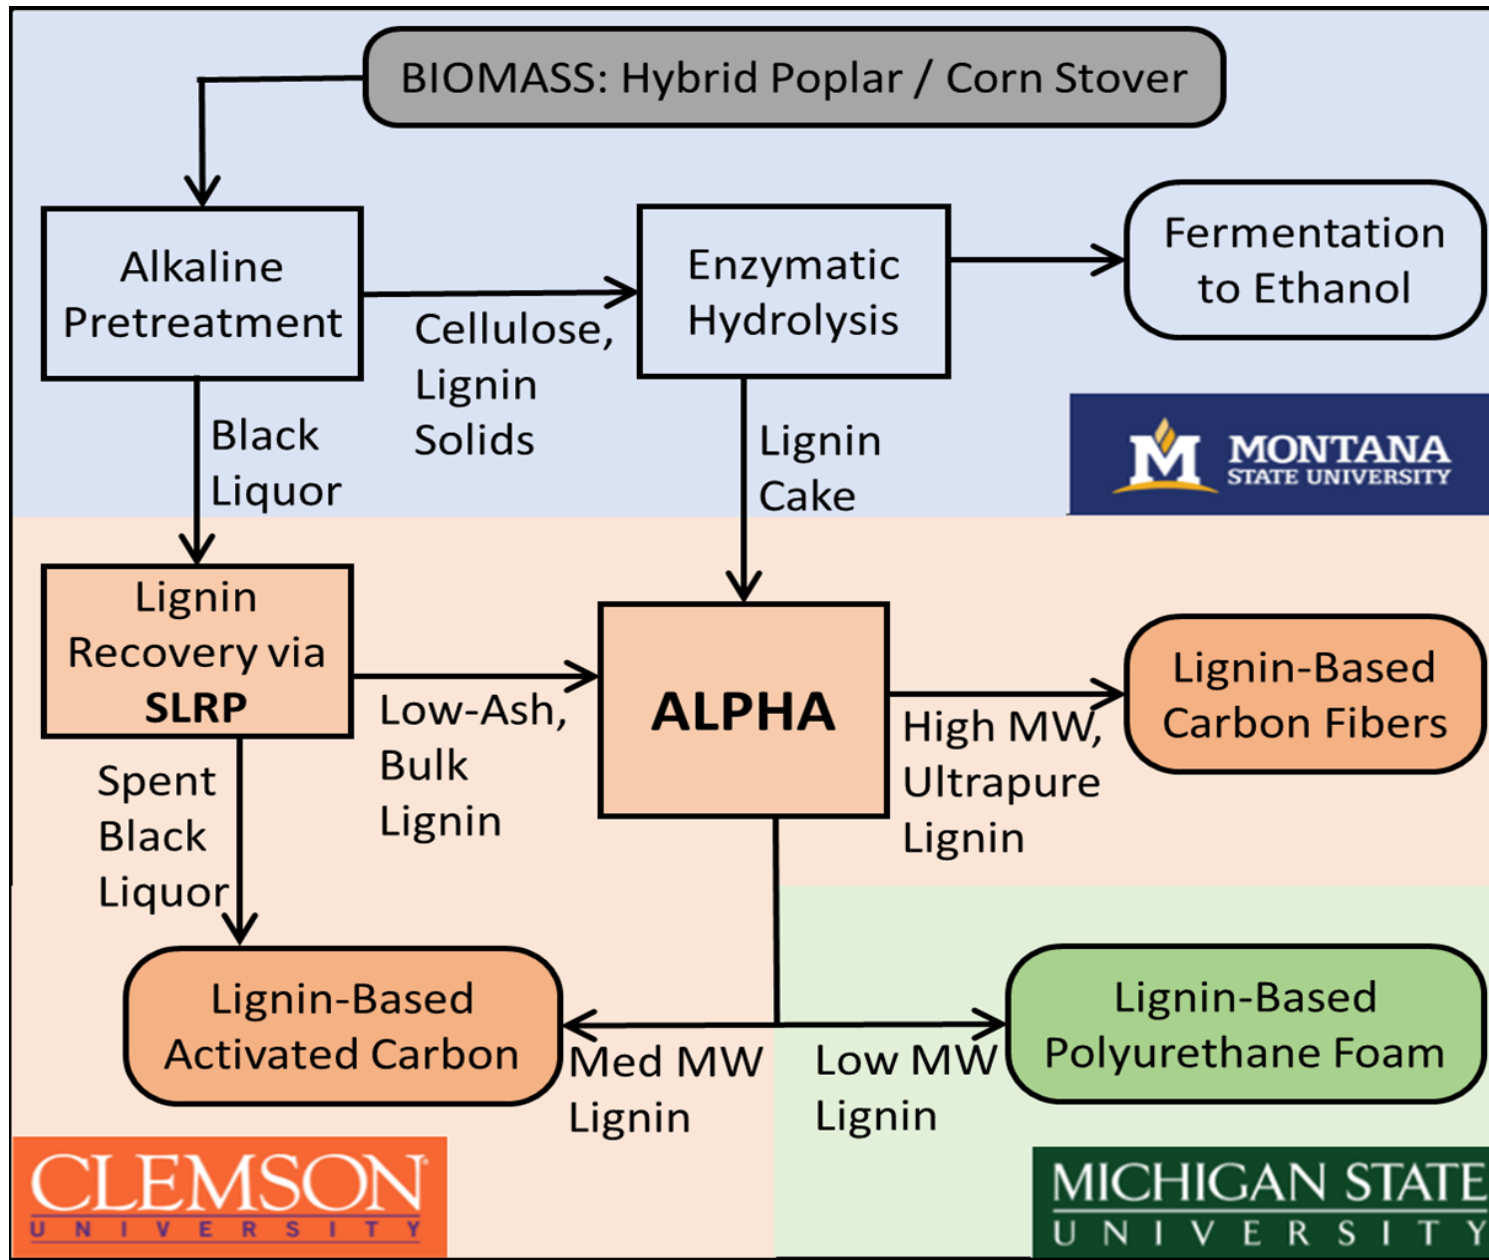 BIOMASS: Hybrid Poplar / Corn Stover
Alkaline
Pretreatment
Cellulose,
Lignin
Solids
Enzymatic
Hydrolysis
Fermentation
to Ethanol
Black
Liquor
Lignin
Cake
M MONTANA
STATE UNIVERSITY
Lignin
Recovery via
SLRP
Low-Ash,
Bulk
Lignin
ALPHA
High MW,
Ultrapure
Lignin
Lignin-Based
Carbon Fibers
Spent
Black
Liquor
Lignin-Based
Activated Carbon
Med MW
Lignin
Low MW
Lignin
Lignin-Based
Polyurethane Foam
CLEMSON
UNIVERSITY
MICHIGAN STATE
UNIVERSITY